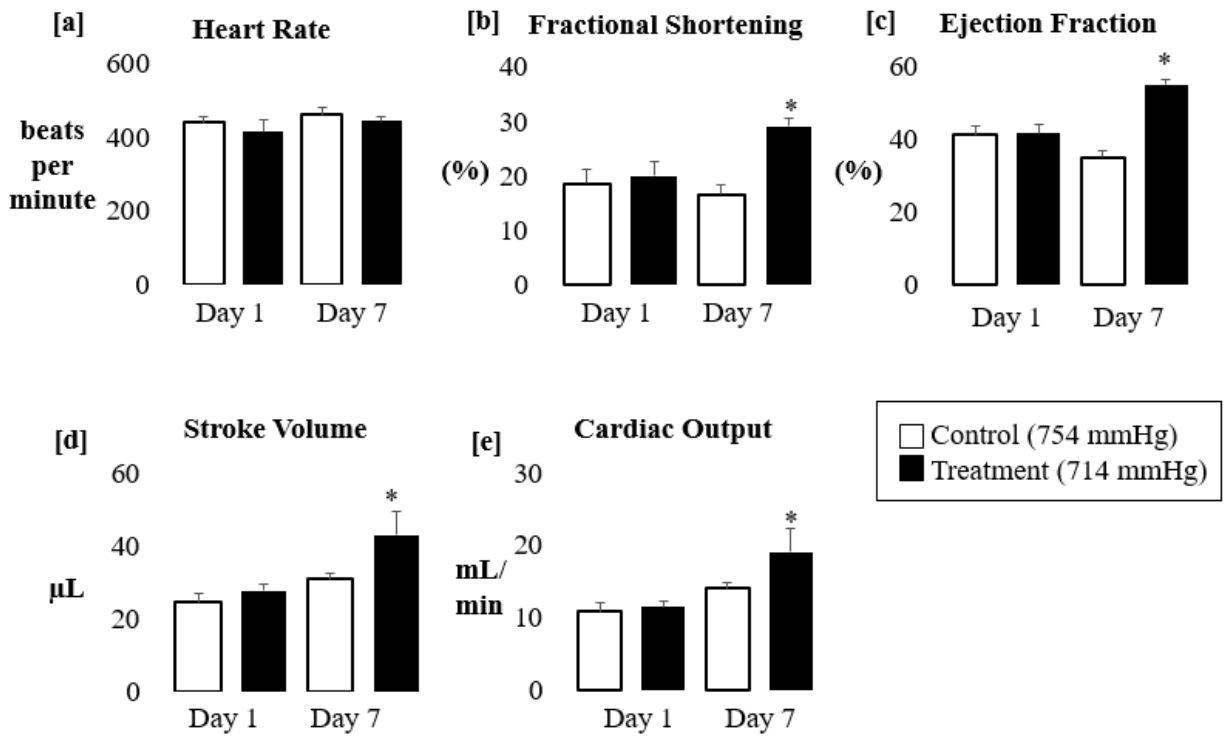 [a]
Heart Rate
600
400
200
0
beats
per
minute
Day 1
Day 7
[b]
Fractional Shortening
40
30
20
10
0
(%)
*
Day 1
Day 7
[c]
Ejection Fraction
60
40
20
0
(%)
*
Day 1
Day 7
[d]
Stroke Volume
60
40
20
0
μL
*
Day 1
Day 7
[e]
Cardiac Output
30
20
10
0
mL/
min
*
Day 1
Day 7
Control (754 mmHg)
Treatment (714 mmHg)